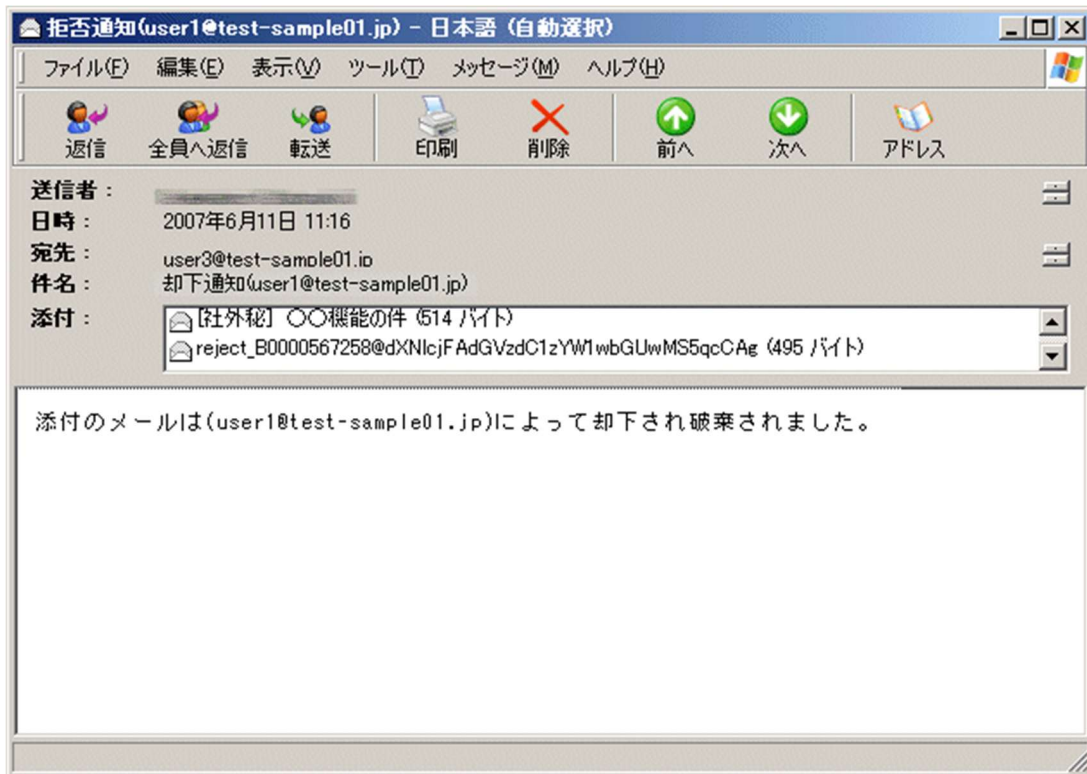 拒否通知(user1@test-sample01.jp) - 日本語 (自動選択)
ファイル(F) 編集(E) 表示(V) ツール(T) メッセージ(M) ヘルプ(H)
返信 全員へ返信 転送 印刷 削除 前へ 次へ アドレス
送信者：
日時： 2007年6月11日 11:16
宛先： user3@test-sample01.jp
件名： 却下通知(user1@test-sample01.jp)
添付： [社外秘] 〇〇機能の件 (514 バイト)
reject_B0000567258@dXNlcjFAdGVzdC1zYW1wbGUwMS5qcCAg (495 バイト)
添付のメールは(user1@test-sample01.jp)によって却下され破棄されました。